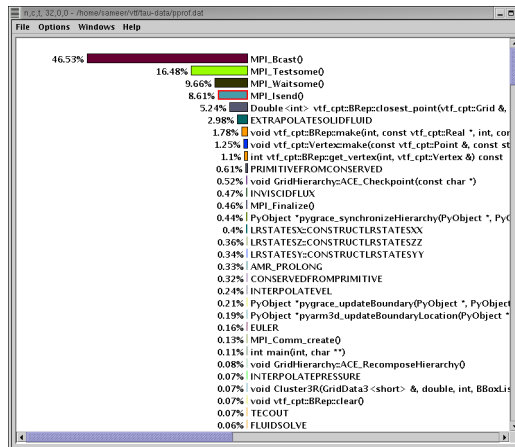 n,c,t, 32,0,0 - /home/sameer/vtf/tau-data/pprof.dat
File Options Windows Help
46.53% MPI_Bcast()
16.48% MPI_Testsome()
9.66% MPI_Waitsome()
8.61% MPI_Isend()
5.24% Double<int> vtf_cpt::BRep::closest_point(vtf_cpt::Grid &,
2.98% EXTRAPOLATESOLIDFLUID
1.78% void vtf_cpt::BRep::make(int, const vtf_cpt::Real *, int, cor
1.25% void vtf_cpt::Vertex::make(const vtf_cpt::Point &, const st
1.1% int vtf_cpt::BRep::get_vertex(int, vtf_cpt::Vertex &) const
0.61% PRIMITIVEFROMCONSERVED
0.52% void GridHierarchy::ACE_Checkpoint(const char *)
0.47% INVISCIDFLUX
0.46% MPI_Finalize()
0.44% PyObject *pygrace_synchronizeHierarchy(PyObject *, PyO
0.4% LRSTATESX::CONSTRUCTLRSTATESXX
0.36% LRSTATESZ::CONSTRUCTLRSTATESZZ
0.34% LRSTATESY::CONSTRUCTLRSTATESYY
0.33% AMR_PROLONG
0.32% CONSERVEDFROMPRIMITIVE
0.24% INTERPOLATEVEL
0.21% PyObject *pygrace_updateBoundary(PyObject *, PyObject
0.19% PyObject *pyarm3d_updateBoundaryLocation(PyObject *
0.16% EULER
0.13% MPI_Comm_create()
0.11% int main(int, char **)
0.08% void GridHierarchy::ACE_RecomposeHierarchy()
0.07% INTERPOLATEPRESSURE
0.07% void Cluster3R(GridData3<short> &, double, int, BBoxLis
0.07% void vtf_cpt::BRep::clear()
0.07% TECOUT
0.06% FLUIDSOLVE